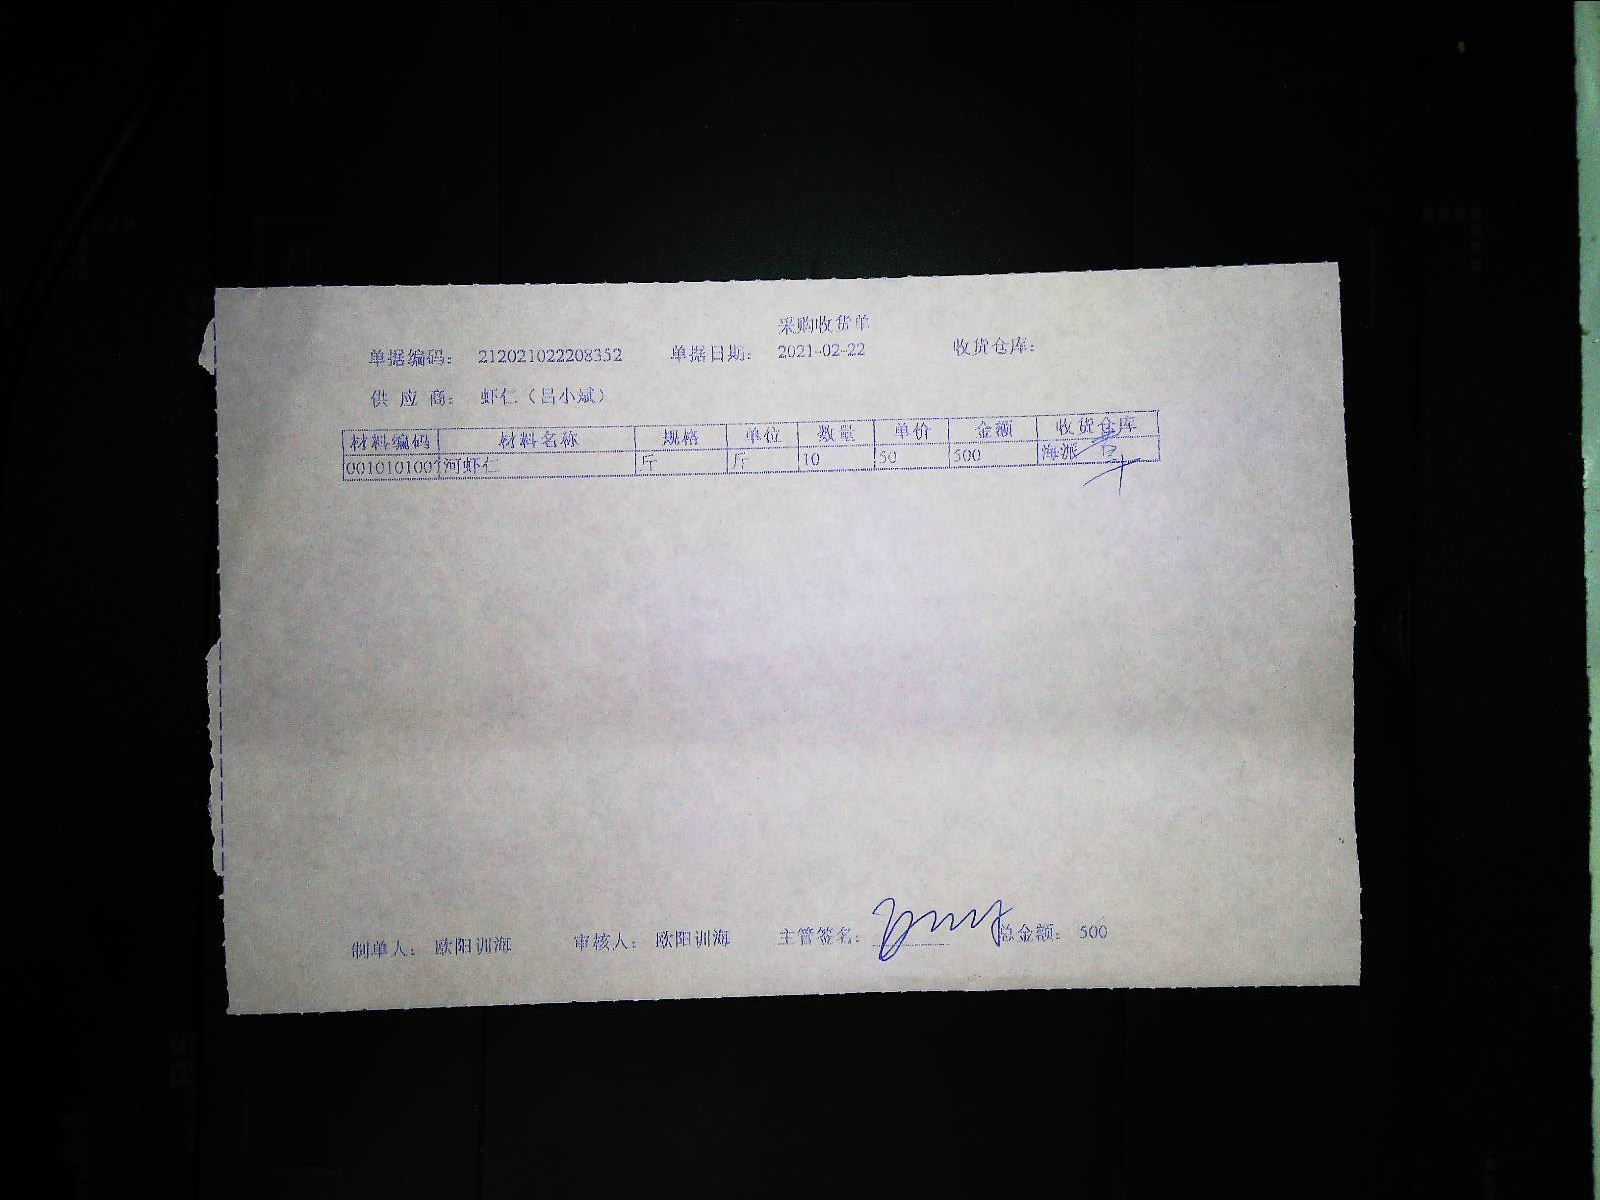 采购收货单
单据编码： 212021022208352 单据日期： 2021-02-22 收货仓库：
供 应 商： 虾仁（吕小斌）
材料编码 材料名称 规格 单位 数量 单价 金额 收货仓库
001010100 河虾仁 斤 斤 10 50 500 海派
制单人： 欧阳训海 审核人： 欧阳训海 主管签名： 总金额： 500